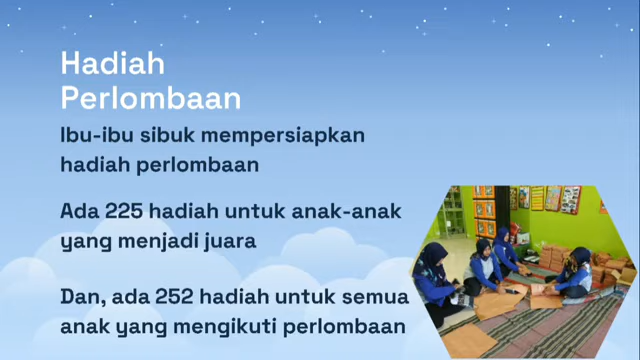 Hadiah
Perlombaan
Ibu-ibu sibuk mempersiapkan
hadiah perlombaan
Ada 225 hadiah untuk anak-anak
yang menjadi juara
Dan, ada 252 hadiah untuk semua
anak yang mengikuti perlombaan